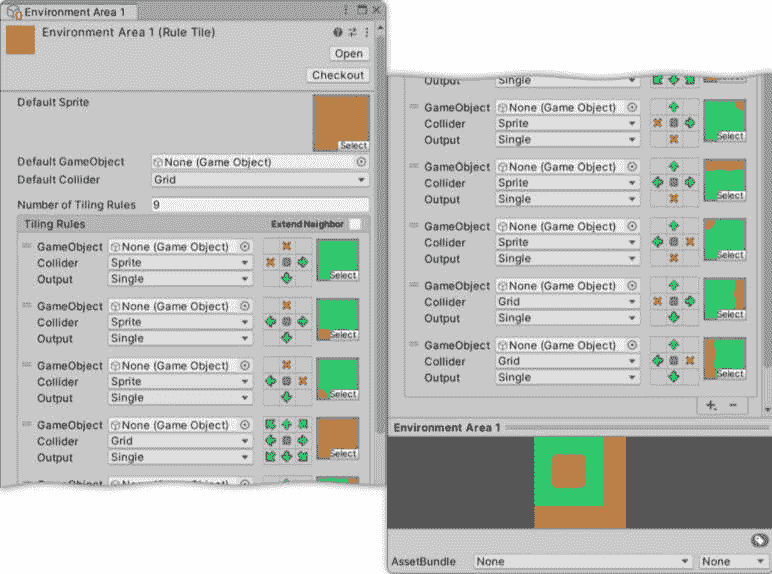 Environment Area 1
Environment Area 1 (Rule Tile)
Open
Checkout
Default Sprite
Select
Default GameObject None (Game Object)
Default Collider Grid
Number of Tiling Rules 9
Tiling Rules Extend Neighbor
GameObject None (Game Object)
Collider Sprite
Output Single
Select
GameObject None (Game Object)
Collider Sprite
Output Single
Select
GameObject None (Game Object)
Collider Sprite
Output Single
Select
GameObject None (Game Object)
Collider Grid
Output Single
Select
GameObject None (Game Object)
Output Single
Select
GameObject None (Game Object)
Collider Sprite
Output Single
Select
GameObject None (Game Object)
Collider Sprite
Output Single
Select
GameObject None (Game Object)
Collider Sprite
Output Single
Select
GameObject None (Game Object)
Collider Grid
Output Single
Select
GameObject None (Game Object)
Collider Grid
Output Single
Select
Environment Area 1
AssetBundle None None